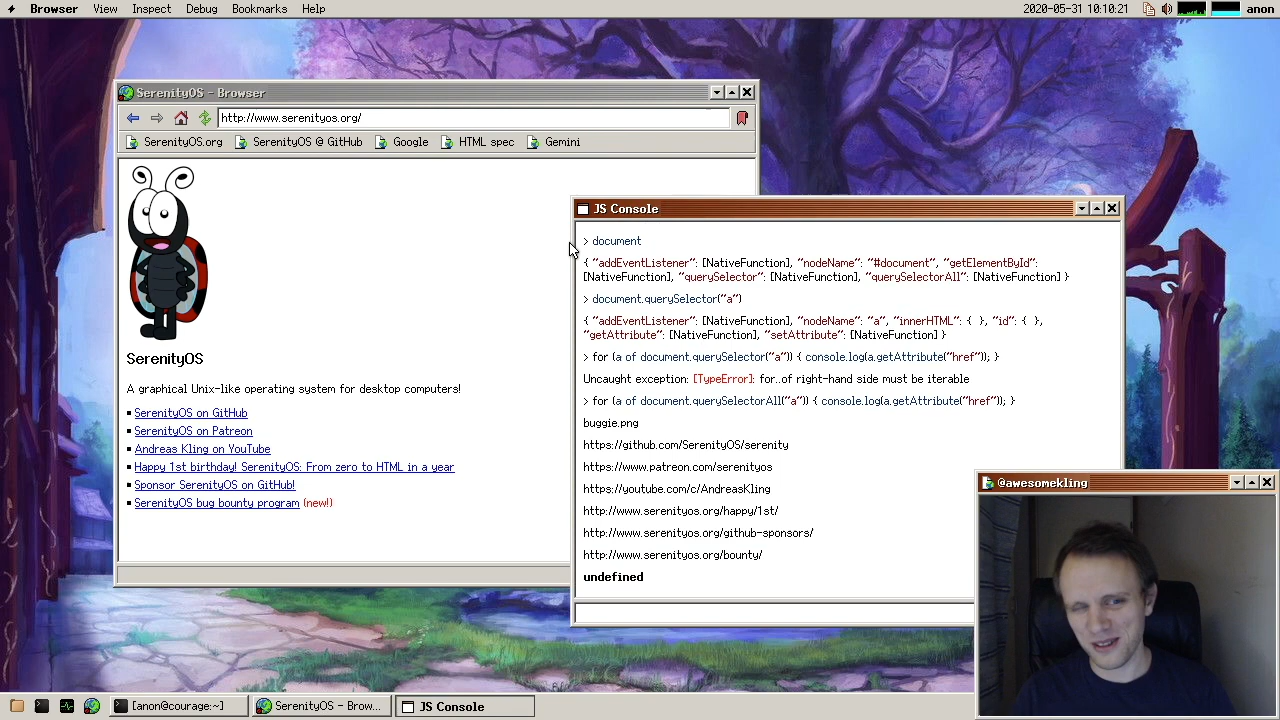 Browser View Inspect Debug Bookmarks Help 2020-05-31 10:10:21 anon
SerenityOS - Browser
http://www.serenityos.org/
SerenityOS.org SerenityOS @ GitHub Google HTML spec Gemini
SerenityOS
A graphical Unix-like operating system for desktop computers!
SerenityOS on GitHub
SerenityOS on Patreon
Andreas Kling on YouTube
Happy 1st birthday! SerenityOS: From zero to HTML in a year
Sponsor SerenityOS on GitHub!
SerenityOS bug bounty program (new!)
JS Console
> document
{ "addEventListener": [NativeFunction], "nodeName": "#document", "getElementById":
[NativeFunction], "querySelector": [NativeFunction], "querySelectorAll": [NativeFunction] }
> document.querySelector("a")
{ "addEventListener": [NativeFunction], "nodeName": "a", "innerHTML": { }, "id": { },
"getAttribute": [NativeFunction], "setAttribute": [NativeFunction] }
> for (a of document.querySelector("a")) { console.log(a.getAttribute("href")); }
Uncaught exception: [TypeError]: for..of right-hand side must be iterable
> for (a of document.querySelectorAll("a")) { console.log(a.getAttribute("href")); }
buggie.png
https://github.com/SerenityOS/serenity
https://www.patreon.com/serenityos
https://youtube.com/c/AndreasKling
http://www.serenityos.org/happy/1st/
http://www.serenityos.org/github-sponsors/
http://www.serenityos.org/bounty/
undefined
@awesomekling
[anon@courage:~] SerenityOS - Brow... JS Console